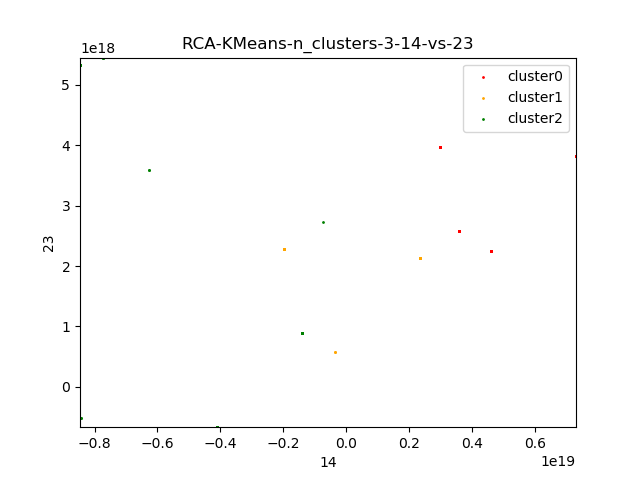 RCA-KMeans-n_clusters-3-14-vs-23
1e18
cluster0
cluster1
cluster2
5
4
3
2
1
0
23
−0.8 −0.6 −0.4 −0.2 0.0 0.2 0.4 0.6
14
1e19